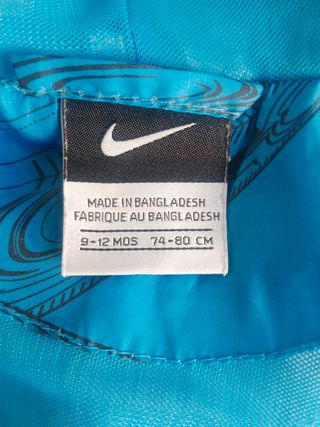 MADE IN BANGLADESH
FABRIQUE AU BANGLADESH
9-12 MOS 74-80 CM